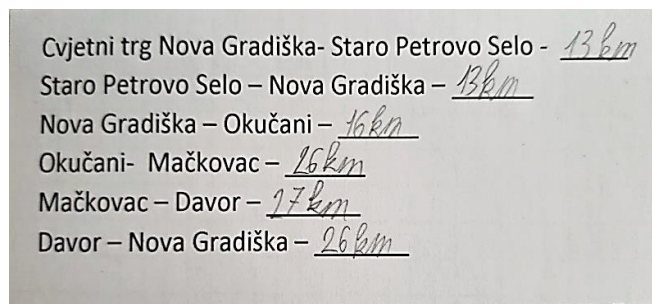 Cvjetni trg Nova Gradiška- Staro Petrovo Selo - 13km
Staro Petrovo Selo – Nova Gradiška – 13km
Nova Gradiška – Okučani – 16km
Okučani- Mačkovac – 26km
Mačkovac – Davor – 27km
Davor – Nova Gradiška – 26km